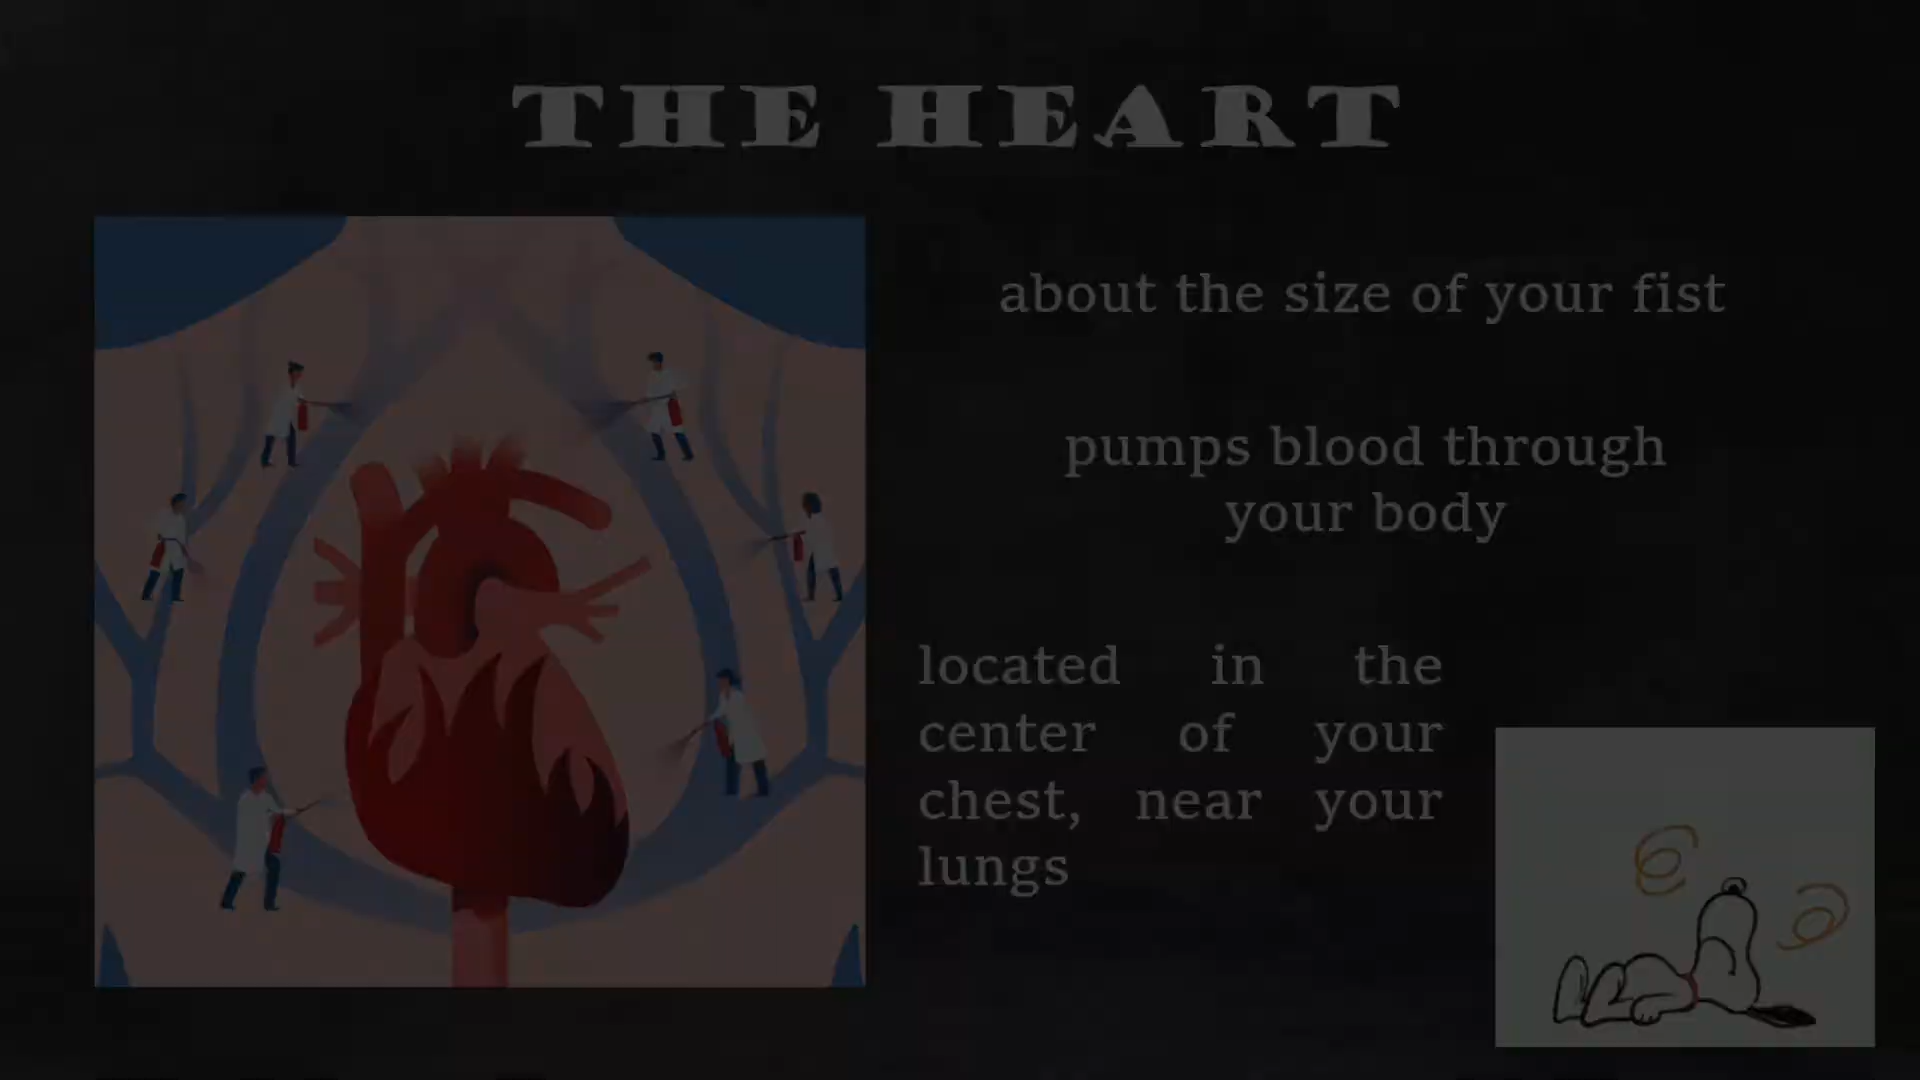 THE HEART
about the size of your fist
pumps blood through
your body
located in the
center of your
chest, near your
lungs